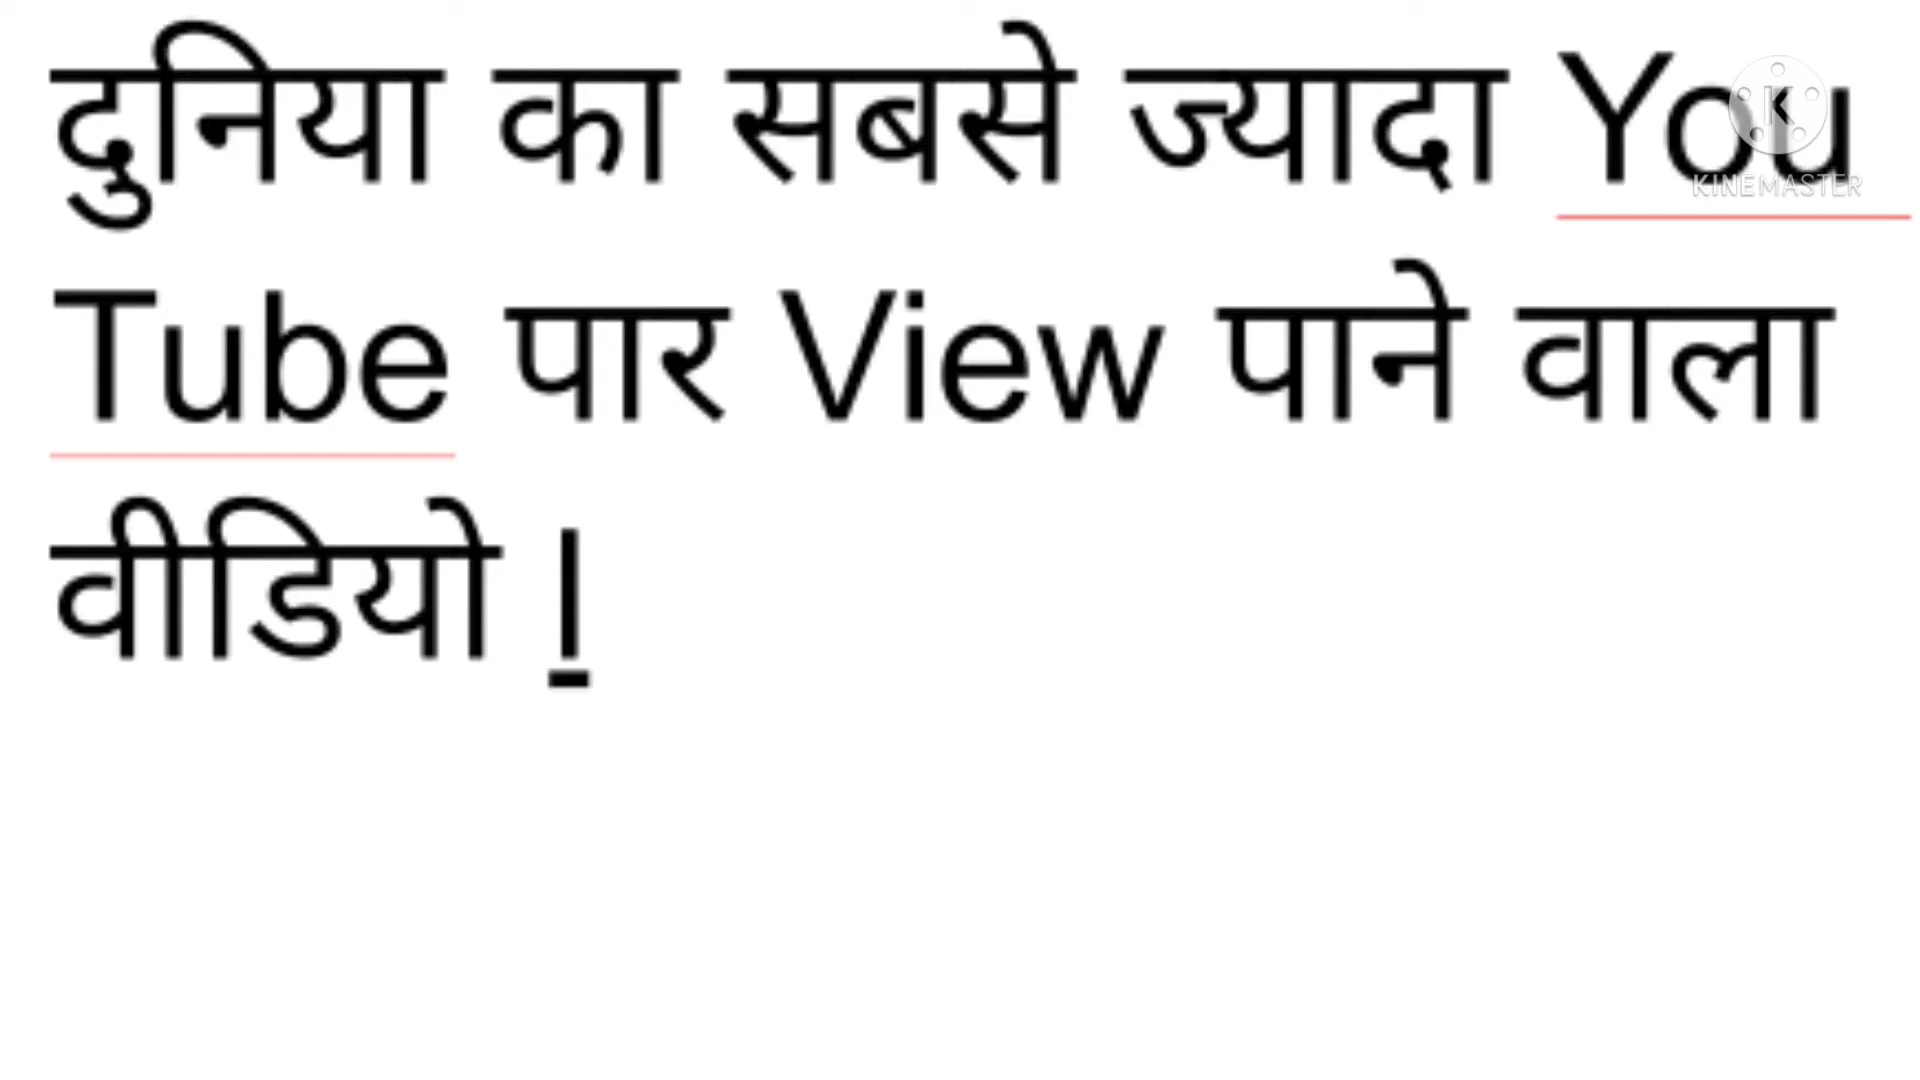 दुनिया का सबसे ज्यादा You
Tube पार View पाने वाला
वीडियो |
K
KINEMASTER